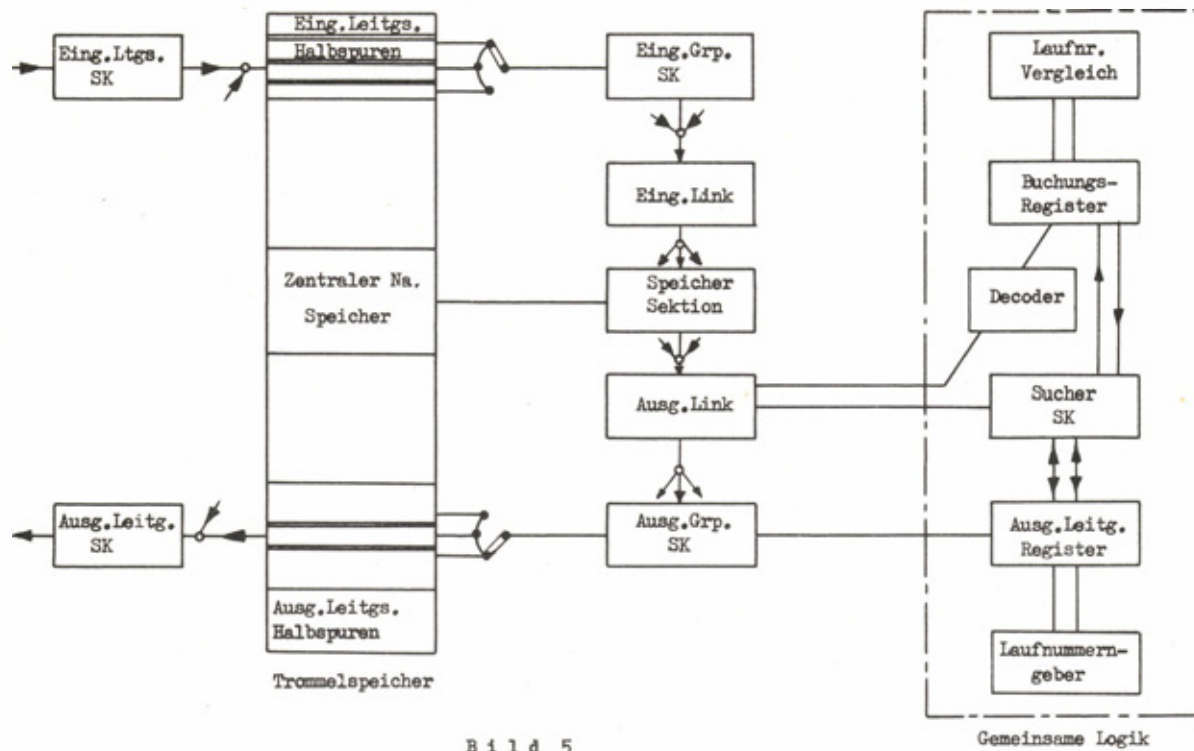 Eing.Leitgs.
Halbspuren
Eing.Ltgs.
SK
Eing.Grp.
SK
Laufnr.
Vergleich
Eing.Link
Buchungs-
Register
Zentraler Na.
Speicher
Speicher
Sektion
Decoder
Ausg.Link
Sucher
SK
Ausg.Leitg.
SK
Ausg.Grp.
SK
Ausg.Leitg.
Register
Ausg.Leitgs.
Halbspuren
Laufnummern-
geber
Trommelspeicher
Gemeinsame Logik
Bild 5